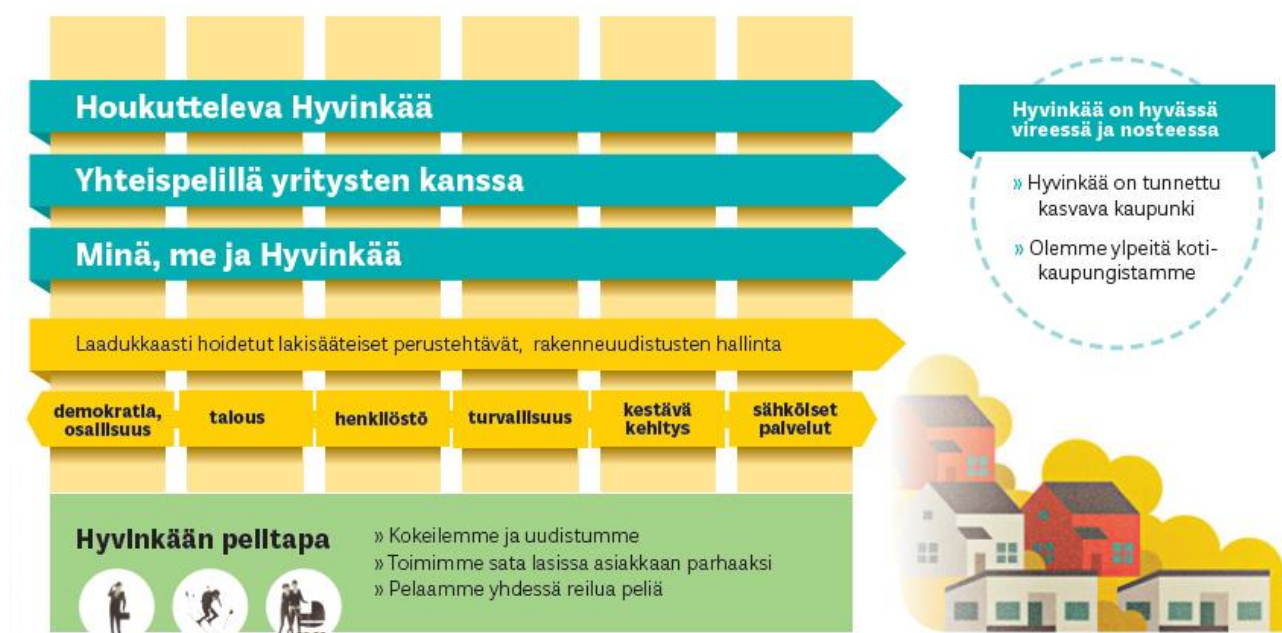 Houkutteleva Hyvinkää
Yhteispelillä yritysten kanssa
Minä, me ja Hyvinkää
Laadukkaasti hoidetut lakisääteiset perustehtävät, rakenneuudistusten hallinta
demokratia,
osallisuus
talous
henkilöstö
turvallisuus
kestävä
kehitys
sähköiset
palvelut
Hyvinkään pelitapa
» Kokeilemme ja uudistumme
» Toimimme sata lasissa asiakkaan parhaaksi
» Pelaamme yhdessä reilua peliä
Hyvinkää on hyvässä
vireessä ja nosteessa
» Hyvinkää on tunnettu
kasvava kaupunki
» Olemme ylpeitä koti-
kaupungistamme